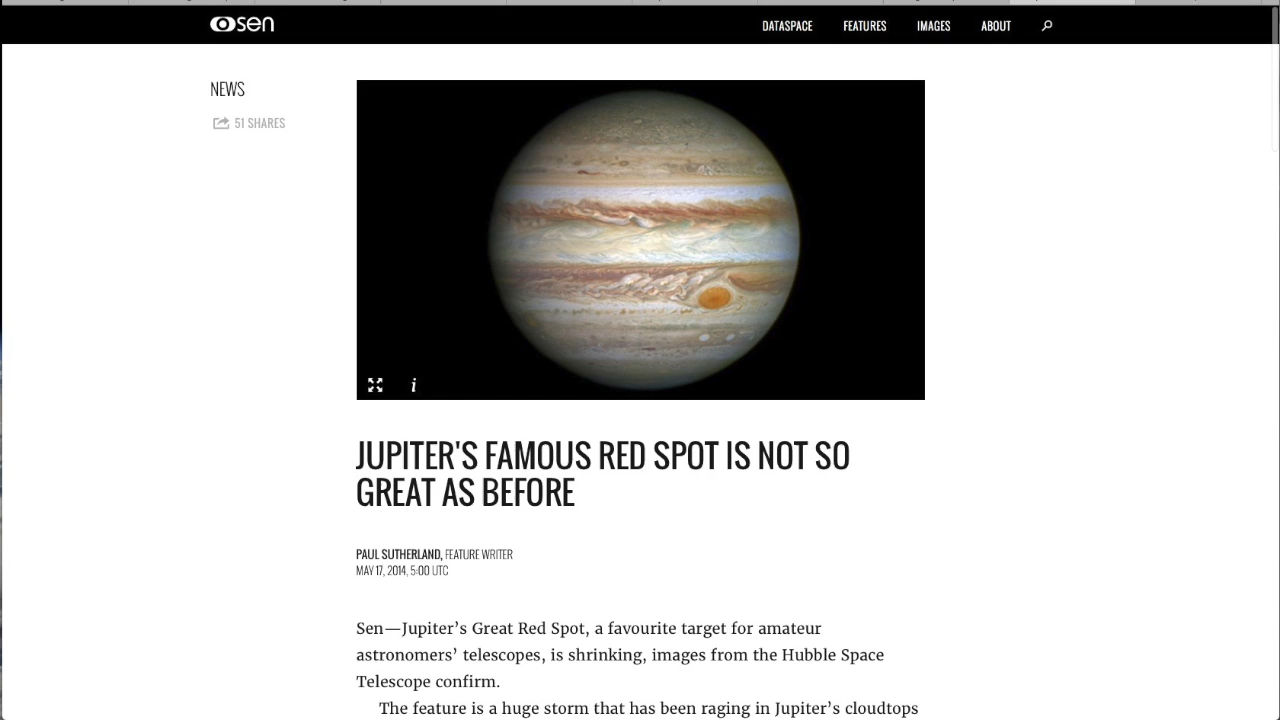 sen
DATASPACE FEATURES IMAGES ABOUT
NEWS
51 SHARES
i
JUPITER'S FAMOUS RED SPOT IS NOT SO
GREAT AS BEFORE
PAUL SUTHERLAND, FEATURE WRITER
MAY 17, 2014, 5:00 UTC
Sen—Jupiter’s Great Red Spot, a favourite target for amateur
astronomers’ telescopes, is shrinking, images from the Hubble Space
Telescope confirm.
The feature is a huge storm that has been raging in Jupiter’s cloudtops